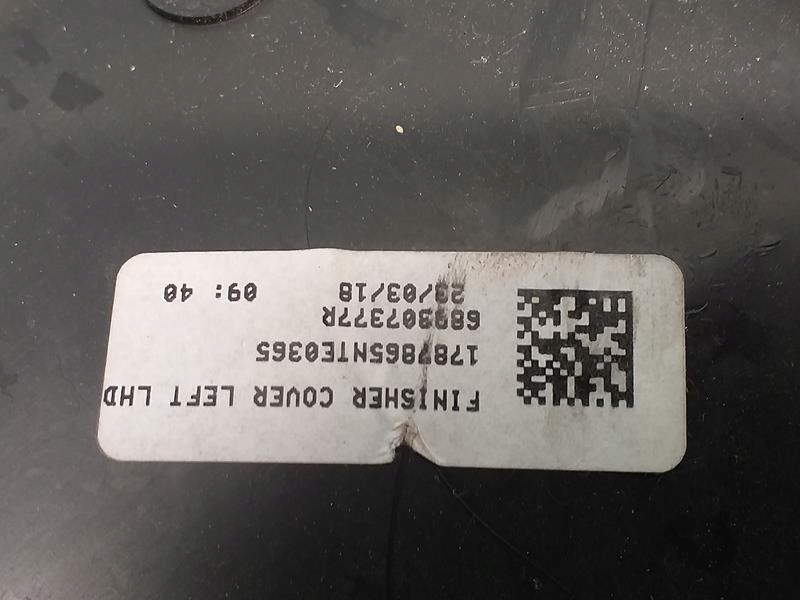 FINISHER COVER LEFT LHD
1787865NTE0365
689307377R
23/03/18 09: 40